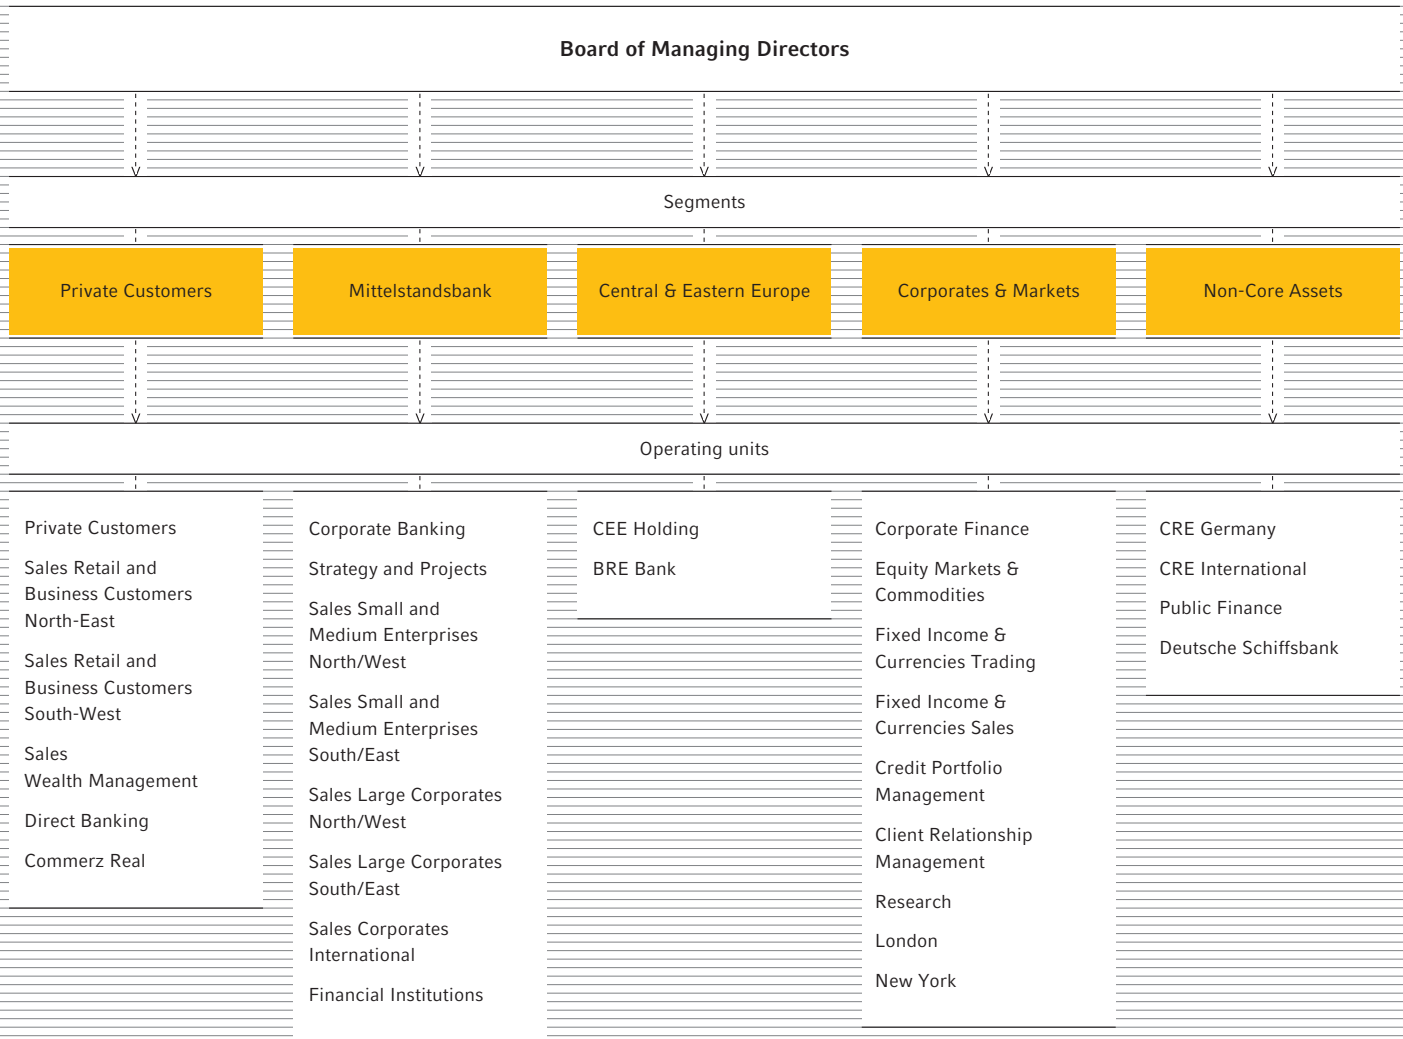 Board of Managing Directors
Segments
Private Customers
Mittelstandsbank
Central & Eastern Europe
Corporates & Markets
Non-Core Assets
Operating units
Private Customers
Sales Retail and
Business Customers
North-East
Sales Retail and
Business Customers
South-West
Sales
Wealth Management
Direct Banking
Commerz Real
Corporate Banking
Strategy and Projects
Sales Small and
Medium Enterprises
North/West
Sales Small and
Medium Enterprises
South/East
Sales Large Corporates
North/West
Sales Large Corporates
South/East
Sales Corporates
International
Financial Institutions
CEE Holding
BRE Bank
Corporate Finance
Equity Markets &
Commodities
Fixed Income &
Currencies Trading
Fixed Income &
Currencies Sales
Credit Portfolio
Management
Client Relationship
Management
Research
London
New York
CRE Germany
CRE International
Public Finance
Deutsche Schiffsbank